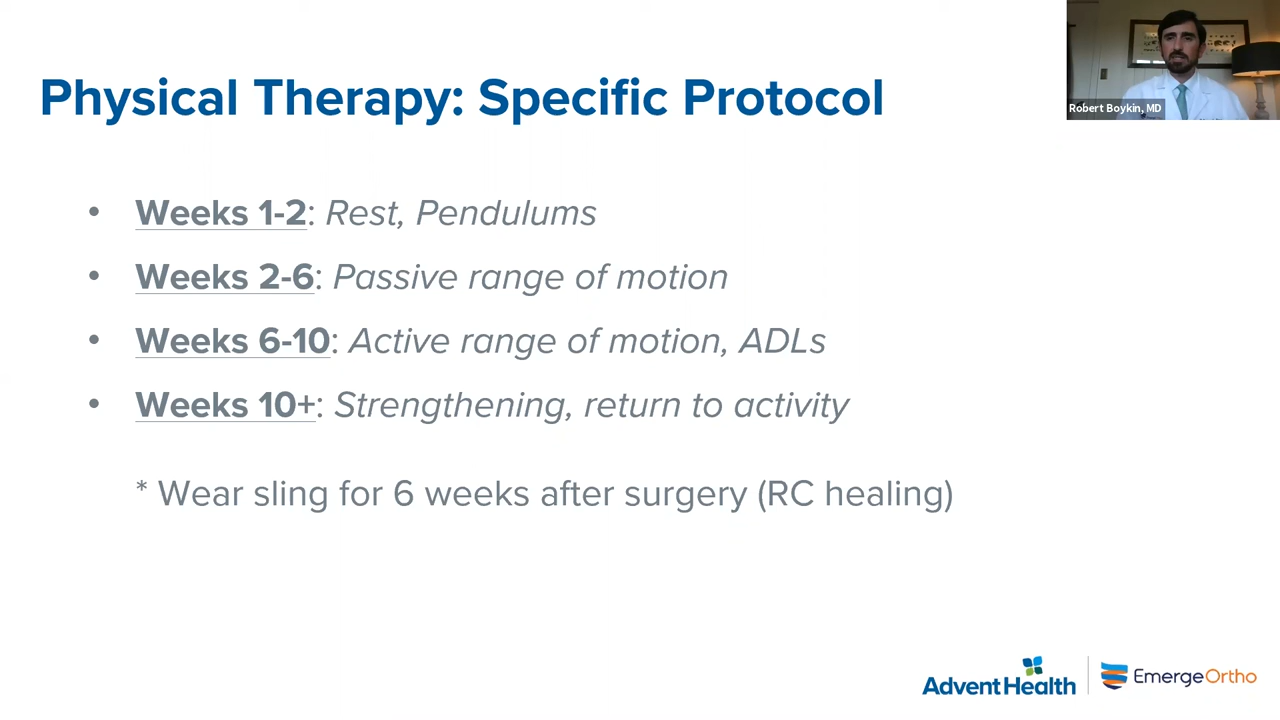 Physical Therapy: Specific Protocol
Robert Boykin, MD
• Weeks 1-2: Rest, Pendulums
• Weeks 2-6: Passive range of motion
• Weeks 6-10: Active range of motion, ADLs
• Weeks 10+: Strengthening, return to activity
* Wear sling for 6 weeks after surgery (RC healing)
AdventHealth
EmergeOrtho